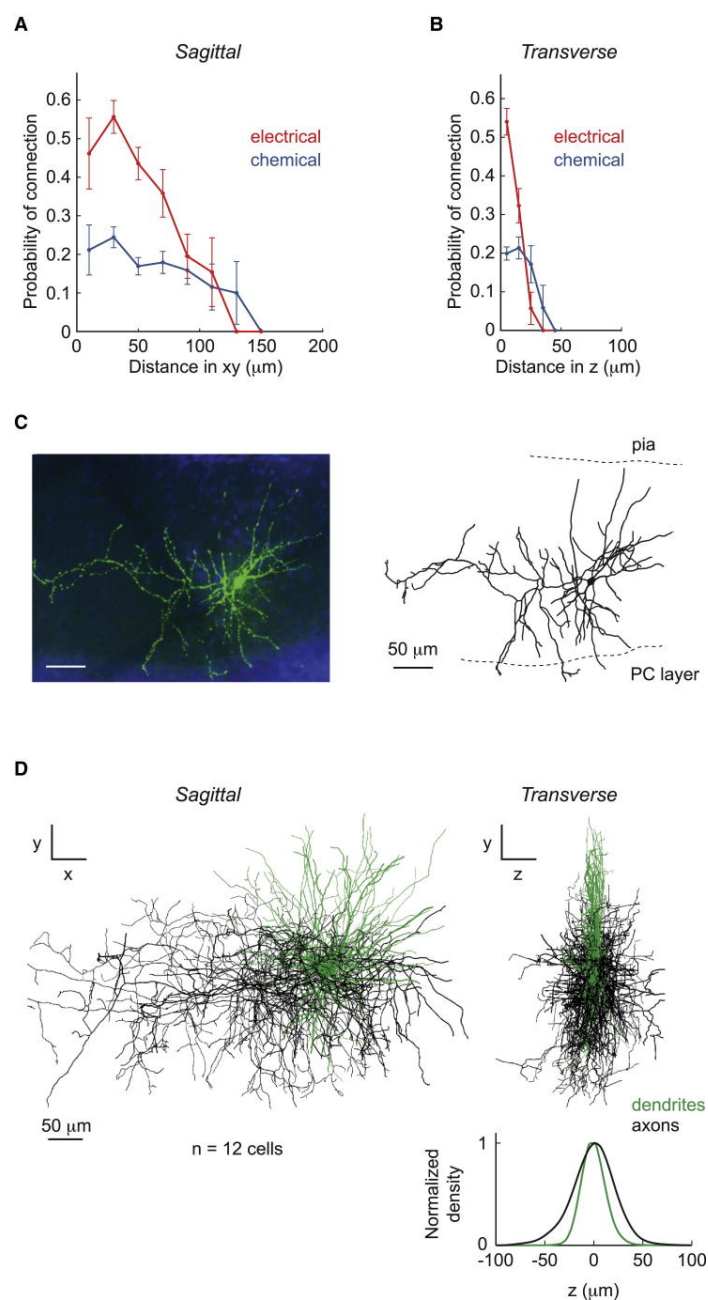 A
Sagittal
Probability of connection
0.6
0.5
0.4
0.3
0.2
0.1
0
electrical
chemical
0 50 100 150 200
Distance in xy (μm)
B
Transverse
Probability of connection
0.6
0.5
0.4
0.3
0.2
0.1
0
electrical
chemical
0 50 100
Distance in z (μm)
C
pia
50 μm
PC layer
D
Sagittal
y
x
50 μm
n = 12 cells
Transverse
y
z
dendrites
axons
Normalized
density
1
0
-100 -50 0 50 100
z (μm)